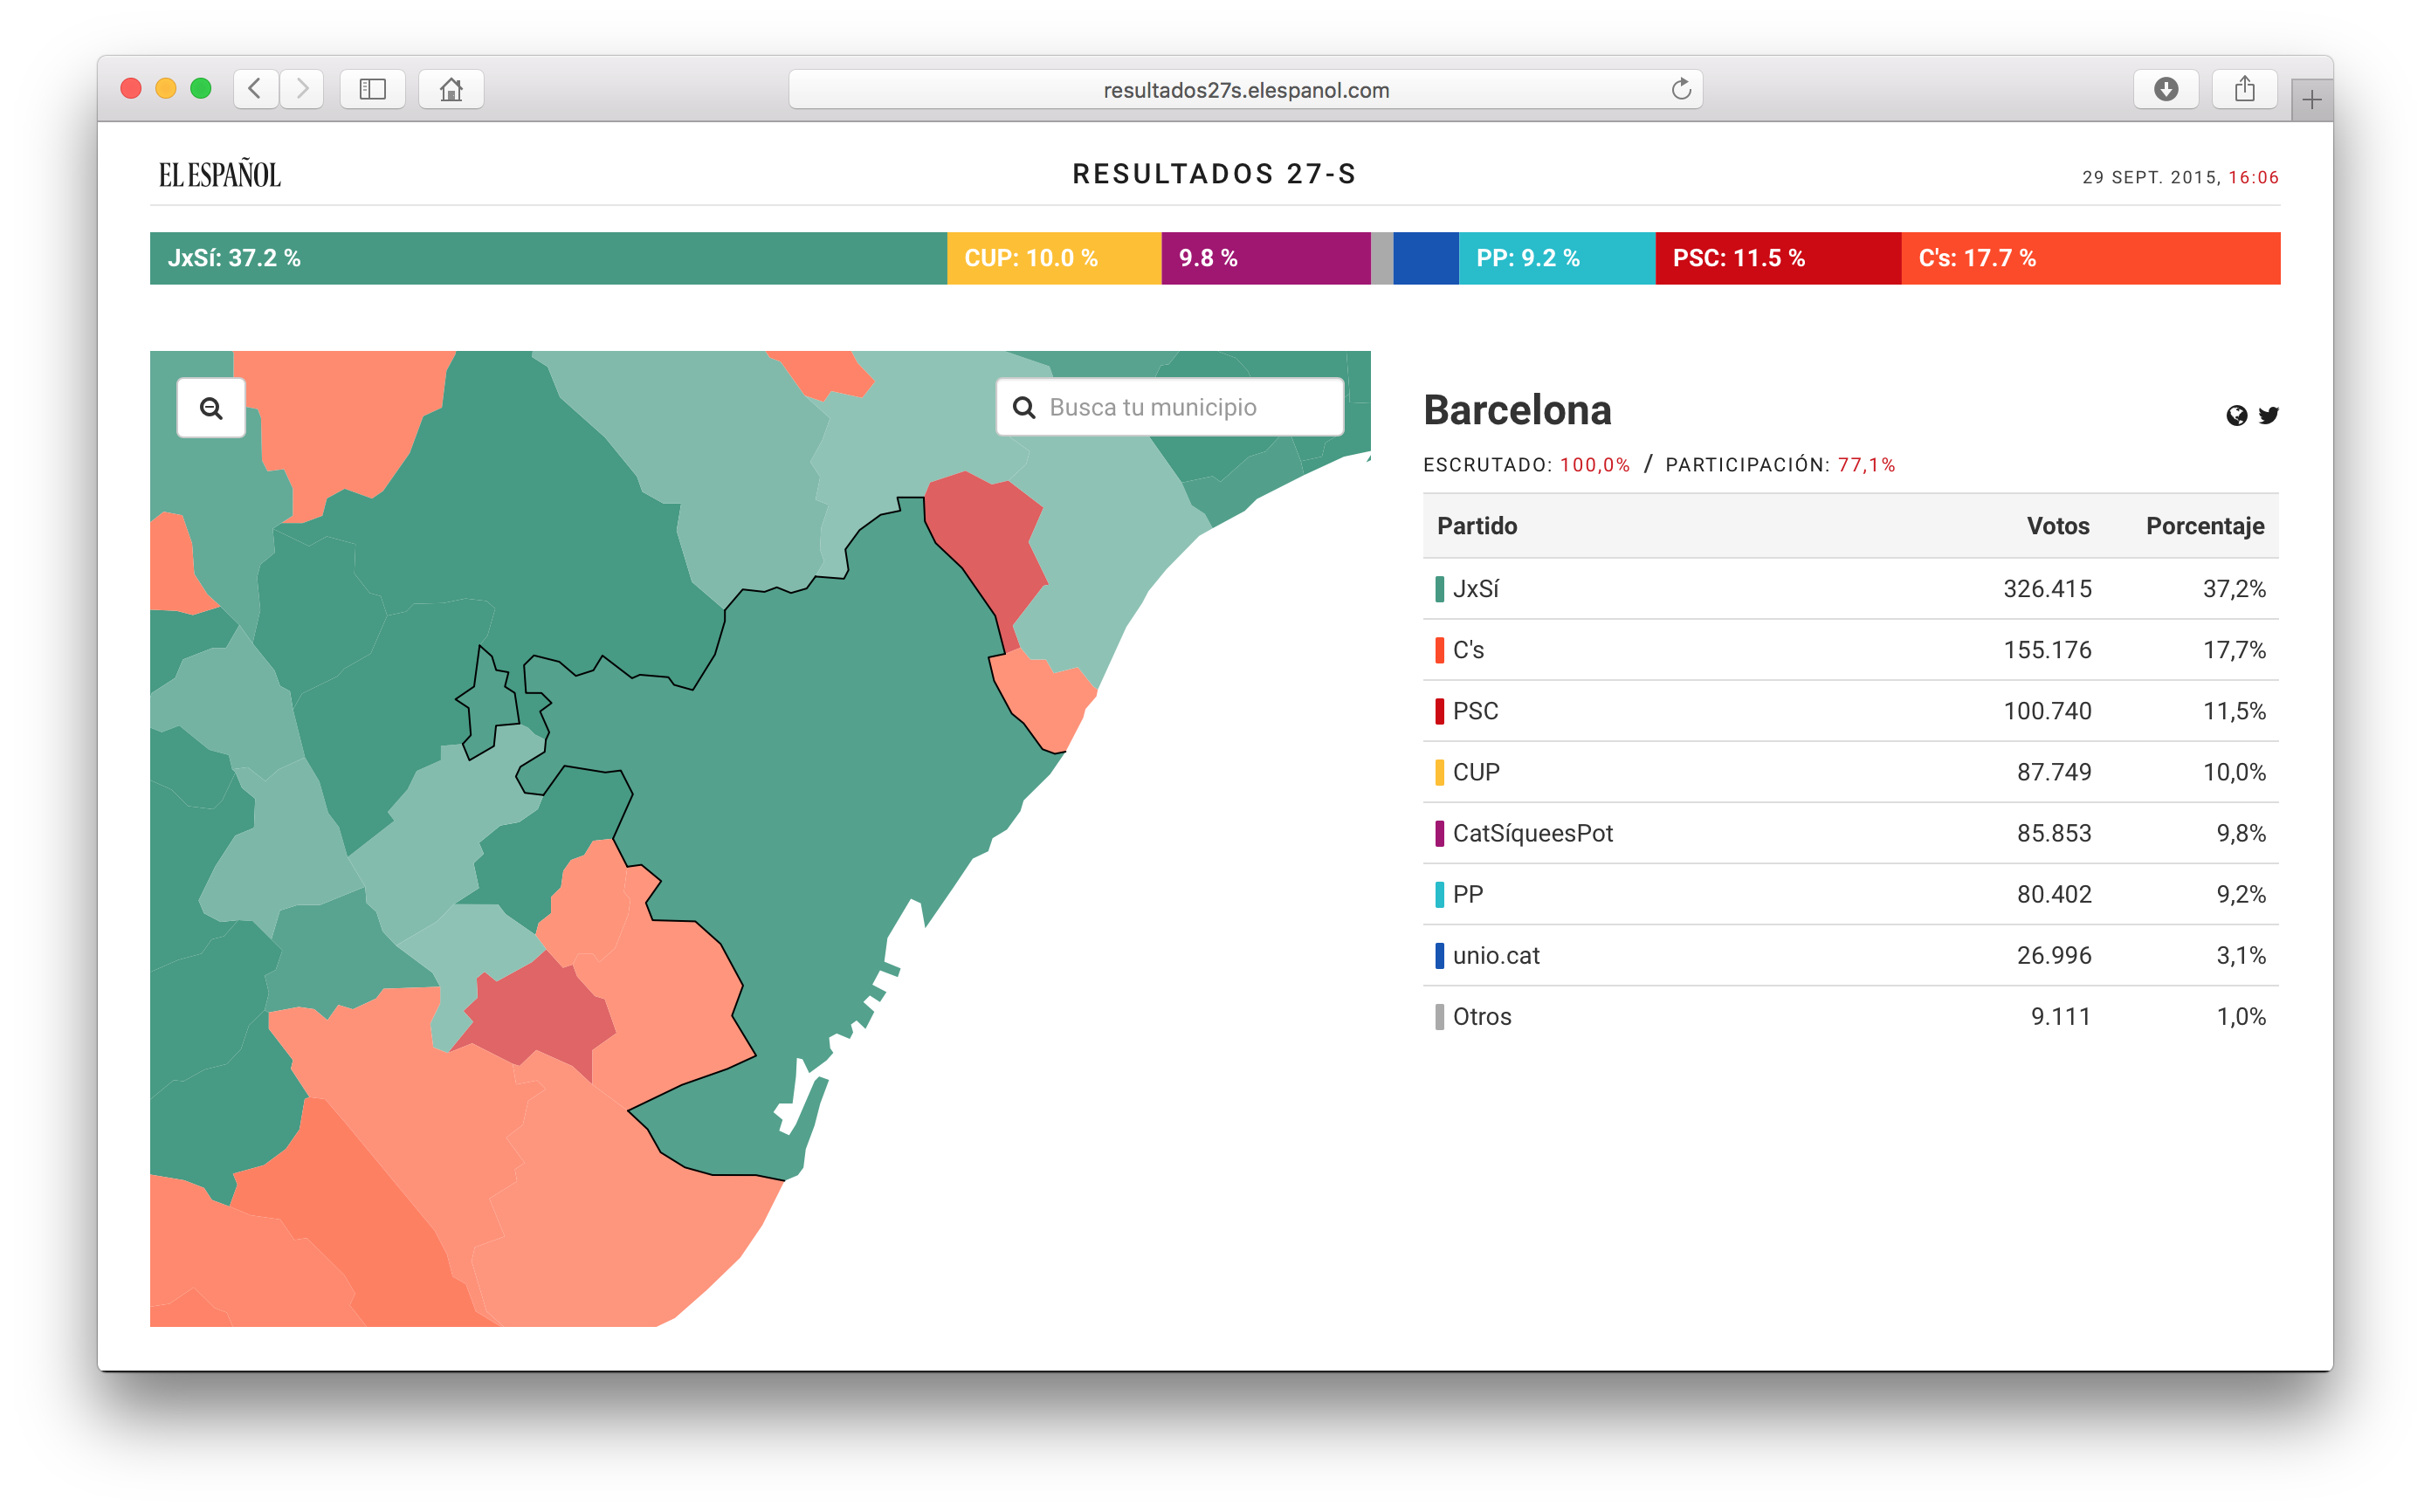 resultados27s.elespanol.com
EL ESPAÑOL
RESULTADOS 27-S
29 SEPT. 2015, 16:06
JxSí: 37.2 % CUP: 10.0 % 9.8 % PP: 9.2 % PSC: 11.5 % C's: 17.7 %
Busca tu municipio
Barcelona
ESCRUTADO: 100,0% / PARTICIPACIÓN: 77,1%
Partido Votos Porcentaje
JxSí 326.415 37,2%
C's 155.176 17,7%
PSC 100.740 11,5%
CUP 87.749 10,0%
CatSíqueesPot 85.853 9,8%
PP 80.402 9,2%
unio.cat 26.996 3,1%
Otros 9.111 1,0%